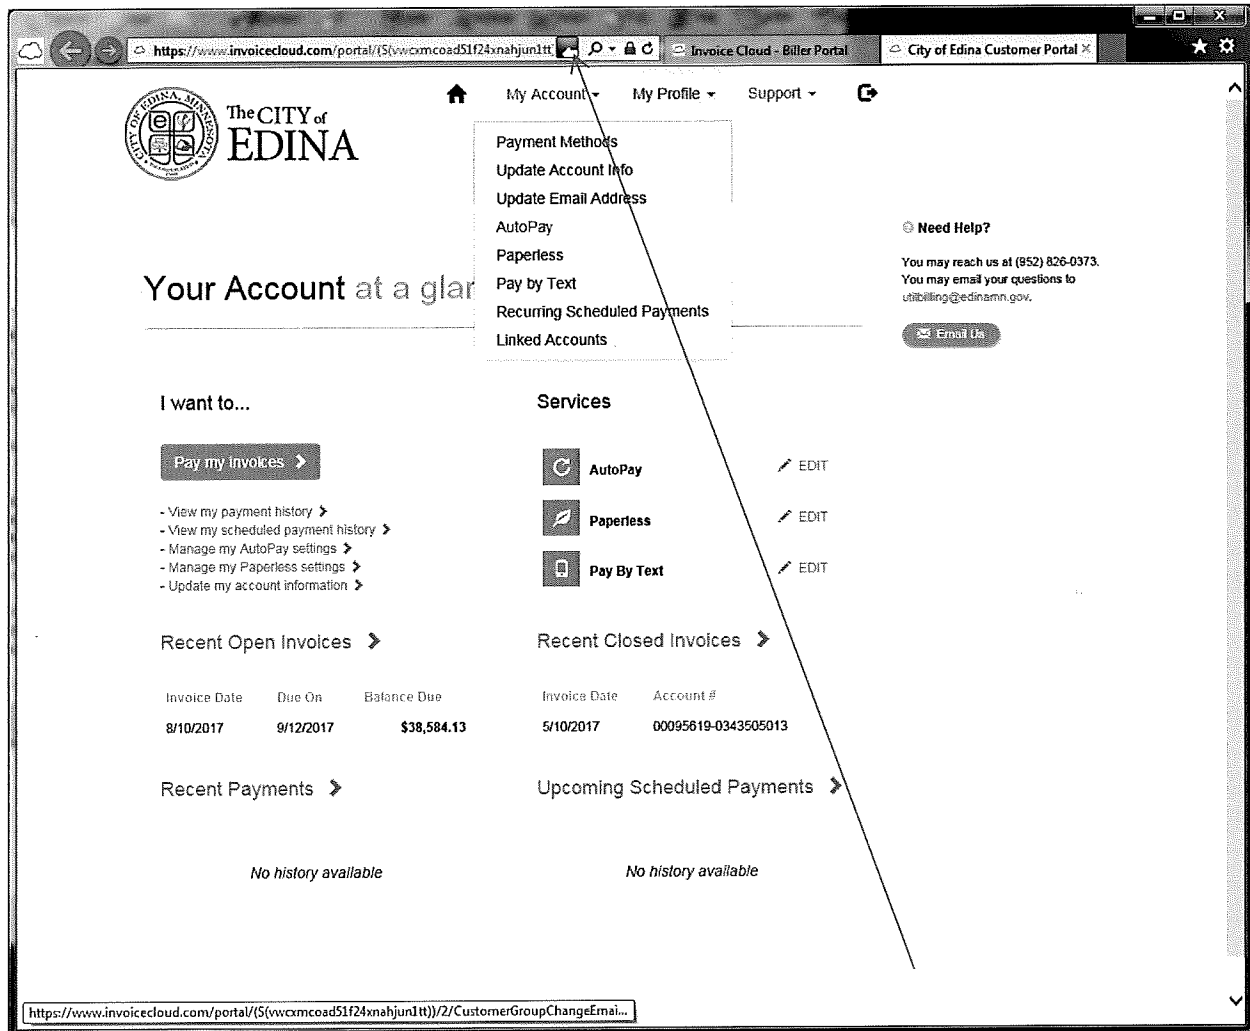 https://www.invoicecloud.com/portal/(S(vwcxmcoad51f24xnahjun1tt
Invoice Cloud - Biller Portal
City of Edina Customer Portal
The CITY of
EDINA
My Account
My Profile
Support
Payment Methods
Update Account Info
Update Email Address
AutoPay
Paperless
Pay by Text
Recurring Scheduled Payments
Linked Accounts
Need Help?
You may reach us at (952) 826-0373.
You may email your questions to
utilbilling@edinamn.gov.
Email Us
Your Account at a glan
I want to...
Pay my invoices
- View my payment history
- View my scheduled payment history
- Manage my AutoPay settings
- Manage my Paperless settings
- Update my account information
Services
AutoPay EDIT
Paperless EDIT
Pay By Text EDIT
Recent Open Invoices
Invoice Date Due On Balance Due
8/10/2017 9/12/2017 $38,584.13
Recent Closed Invoices
Invoice Date Account #
5/10/2017 00095619-0343505013
Recent Payments
No history available
Upcoming Scheduled Payments
No history available
https://www.invoicecloud.com/portal/(S(vwcxmcoad51f24xnahjun1tt))/2/CustomerGroupChangeEmai...